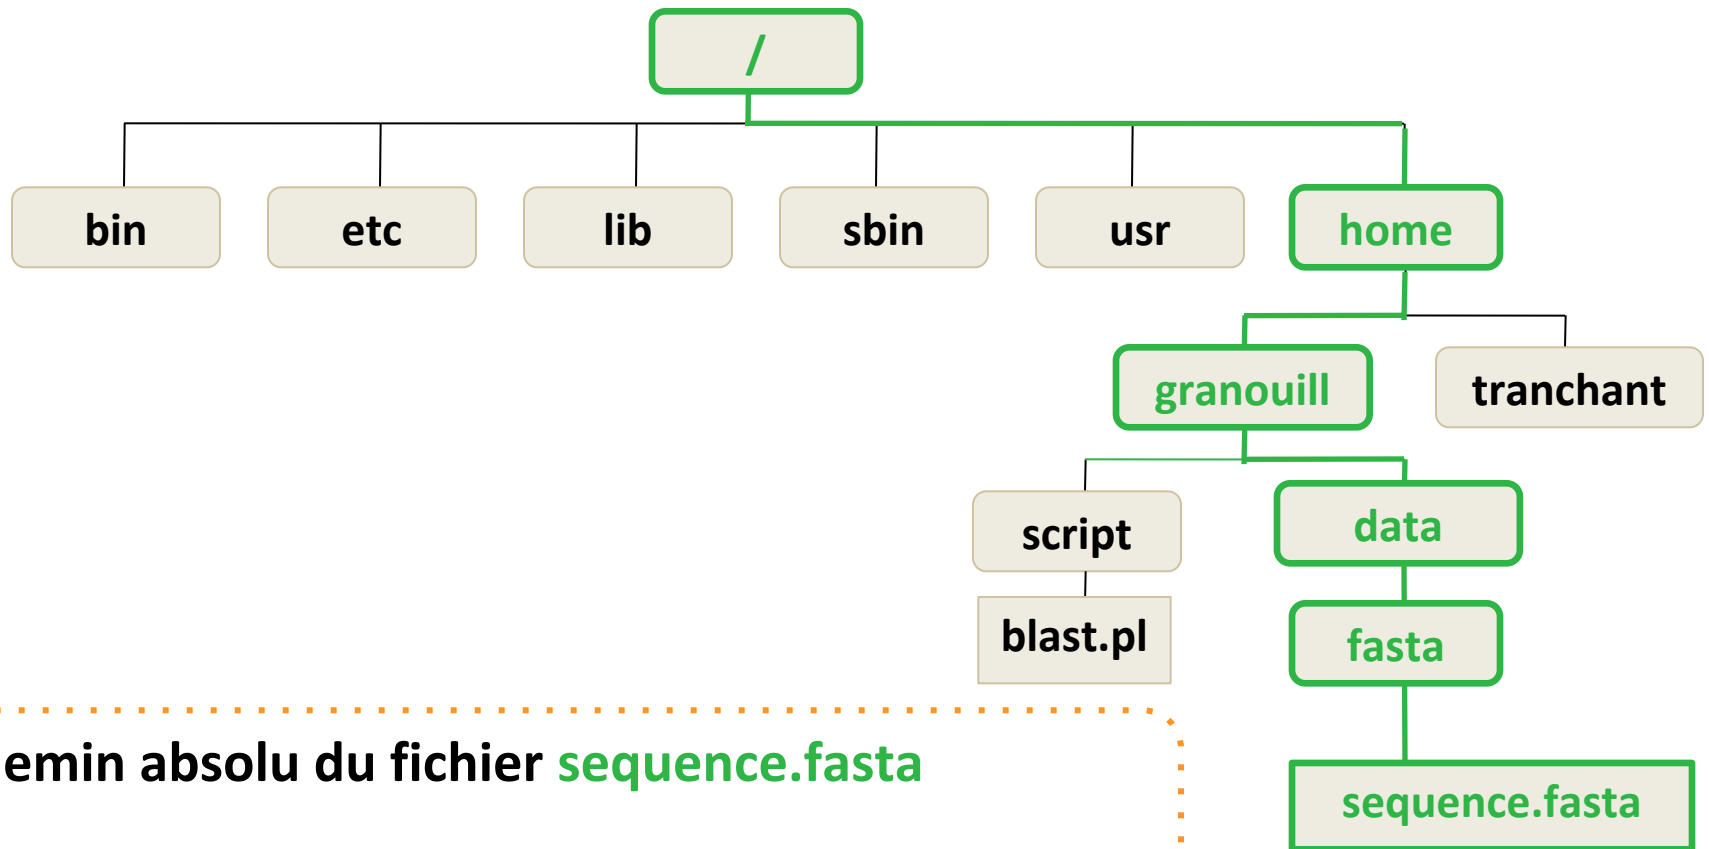 /
bin etc lib sbin usr home
granouill tranchant
script data
blast.pl fasta
emin absolu du fichier sequence.fasta
sequence.fasta